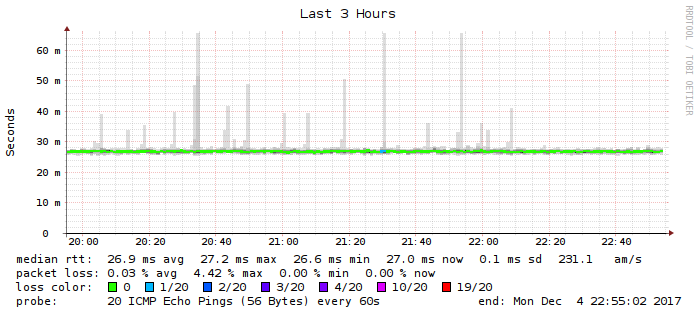 Last 3 Hours
RRDTOOL / TOBI OETIKER
Seconds
60 m
50 m
40 m
30 m
20 m
10 m
0
20:00 20:20 20:40 21:00 21:20 21:40 22:00 22:20 22:40
median rtt: 26.9 ms avg 27.2 ms max 26.6 ms min 27.0 ms now 0.1 ms sd 231.1 am/s
packet loss: 0.03 % avg 4.42 % max 0.00 % min 0.00 % now
loss color: 0 1/20 2/20 3/20 4/20 10/20 19/20
probe: 20 ICMP Echo Pings (56 Bytes) every 60s end: Mon Dec 4 22:55:02 2017